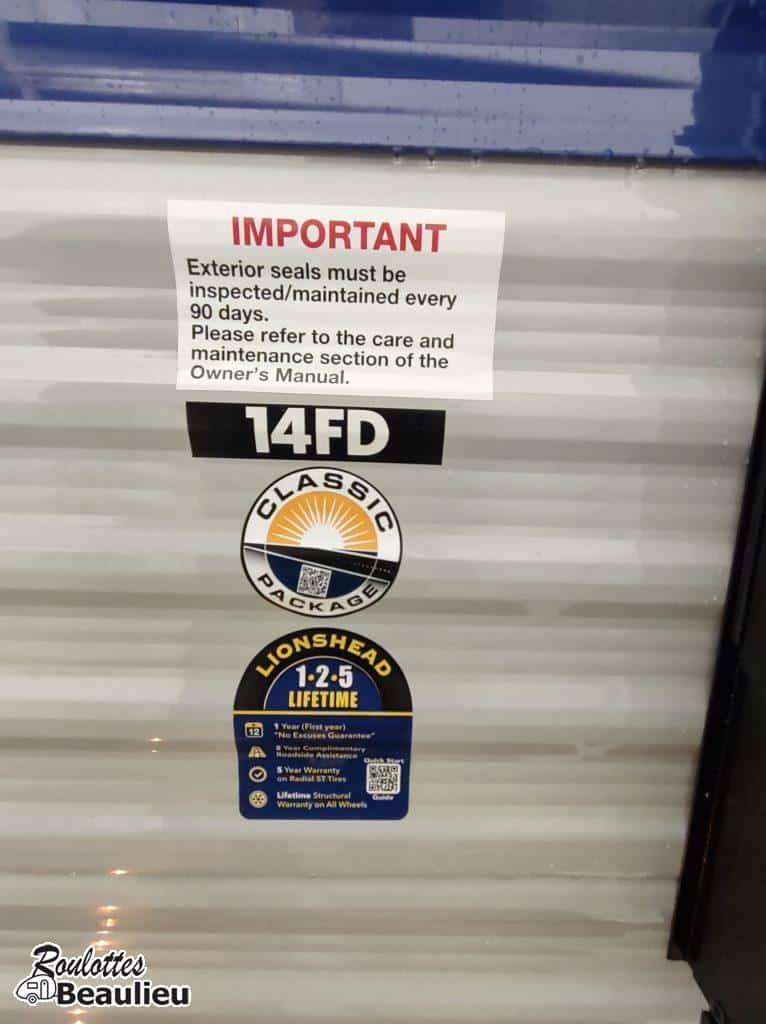 IMPORTANT
Exterior seals must be
inspected/maintained every
90 days.
Please refer to the care and
maintenance section of the
Owner's Manual.
14FD
CLASSIC
PACKAGE
LIONSHEAD
1·2·5
LIFETIME
12
1 Year (First year)
"No Excuses Guarantee"
Year Complimentary
Roadside Assistance
5 Year Warranty
on Radial ST Tires
Quick Start
Guide
Lifetime Structural
Warranty on All Wheels
Roulottes
Beaulieu